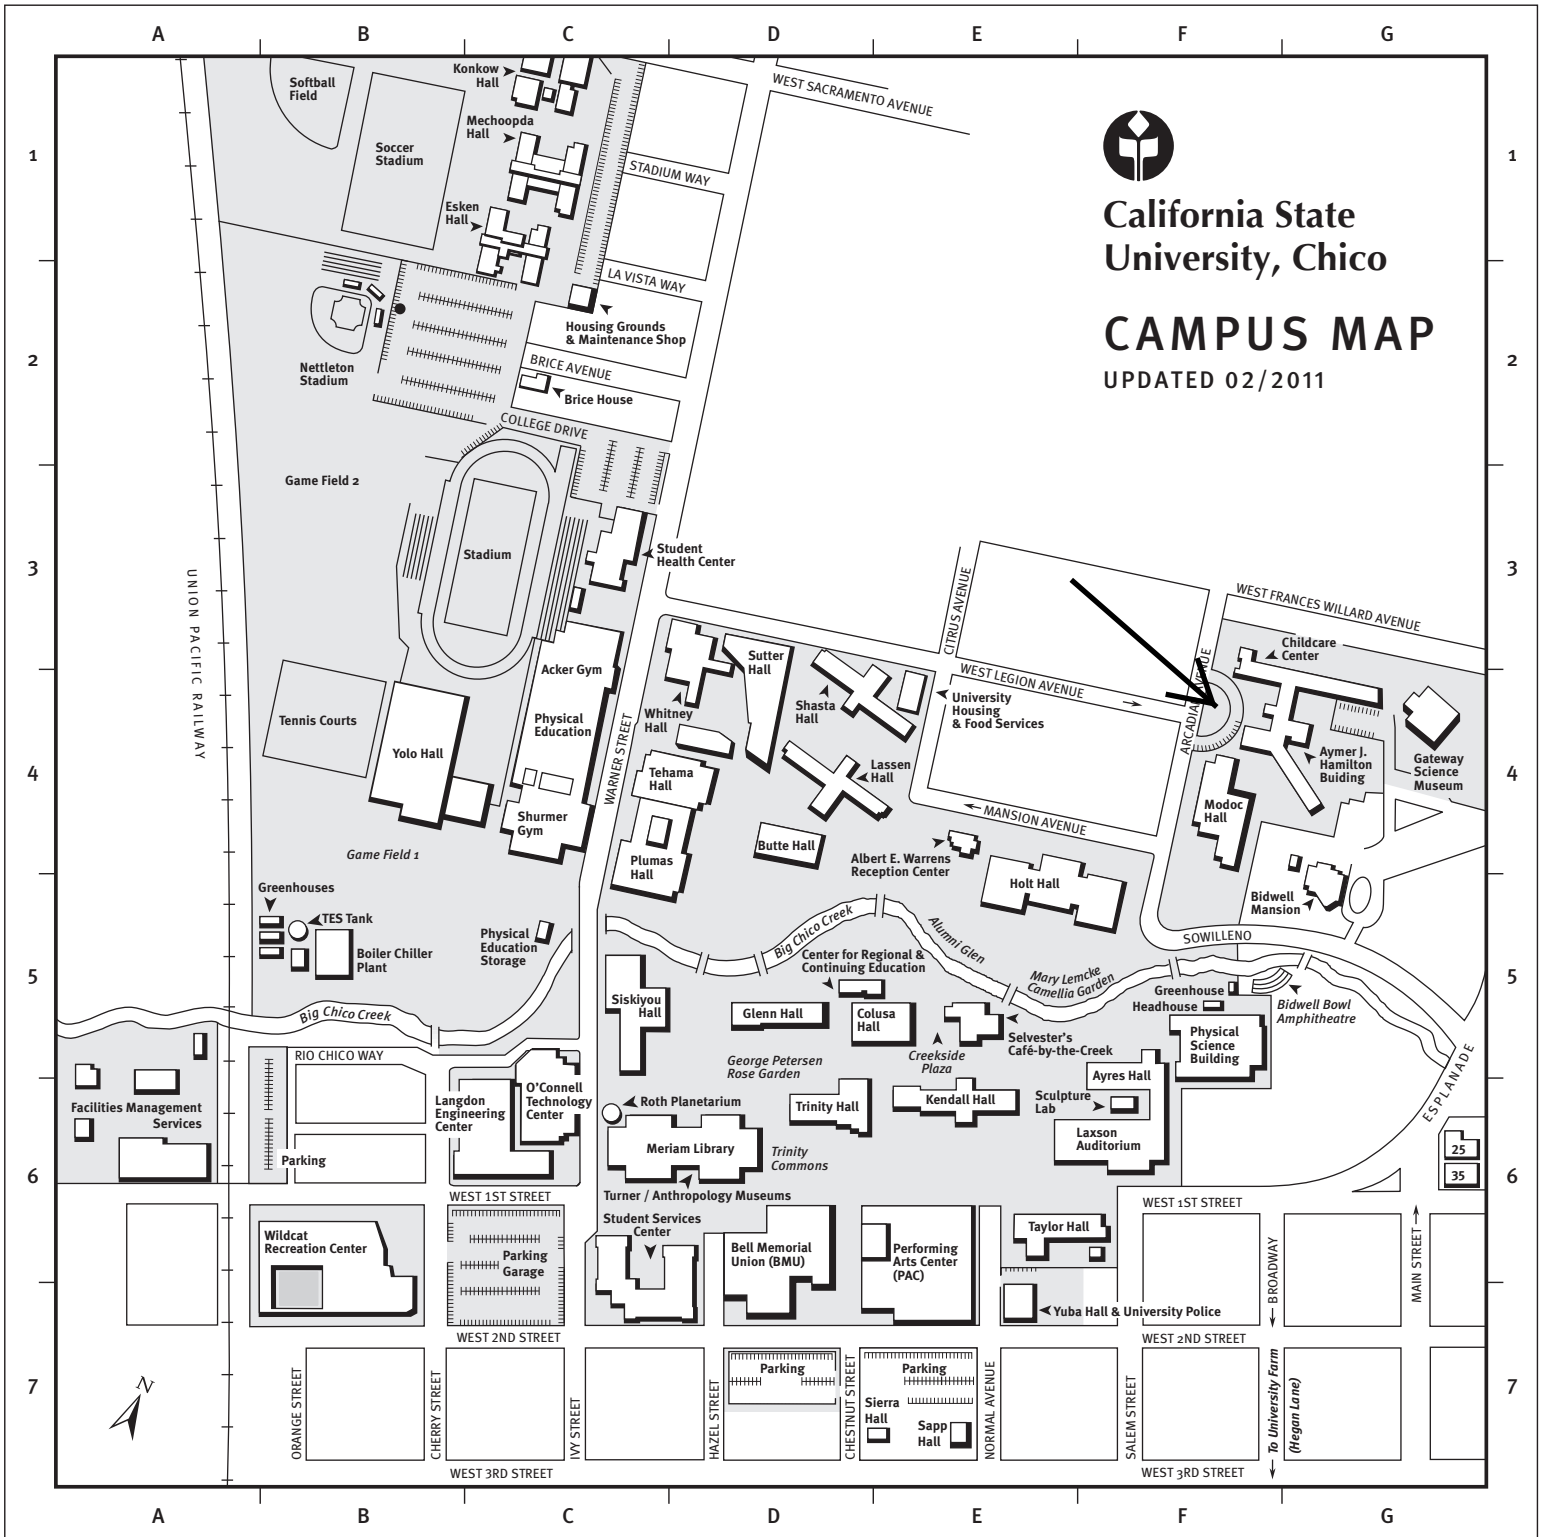 A B C D E F G
1
2
3
4
5
6
7
1
2
3
4
5
6
7
California State
University, Chico
CAMPUS MAP
UPDATED 02/2011
Softball
Field
Konkow
Hall
Mechoopda
Hall
Soccer
Stadium
Esken
Hall
WEST SACRAMENTO AVENUE
STADIUM WAY
LA VISTA WAY
Housing Grounds
& Maintenance Shop
BRICE AVENUE
Brice House
COLLEGE DRIVE
Nettleton
Stadium
Game Field 2
Stadium
Student
Health Center
UNION PACIFIC RAILWAY
Acker Gym
Physical
Education
Tennis Courts
Yolo Hall
Shurmer
Gym
Game Field 1
WARNER STREET
Whitney
Hall
Sutter
Hall
Shasta
Hall
Tehama
Hall
Lassen
Hall
Butte Hall
Plumas
Hall
CITRUS AVENUE
WEST LEGION AVENUE
University
Housing
& Food Services
MANSION AVENUE
Albert E. Warrens
Reception Center
Holt Hall
ARCADIAN AVENUE
WEST FRANCES WILLARD AVENUE
Childcare
Center
Aymer J.
Hamilton
Buiding
Gateway
Science
Museum
Modoc
Hall
Bidwell
Mansion
SOWILLENO
Greenhouses
TES Tank
Boiler Chiller
Plant
Physical
Education
Storage
Big Chico Creek
Big Chico Creek
Alumni Glen
Mary Lemcke
Camellia Garden
Center for Regional &
Continuing Education
Siskiyou
Hall
Glenn Hall
Colusa
Hall
Creekside
Plaza
Selvester's
Café-by-the-Creek
Greenhouse
Headhouse
Bidwell Bowl
Amphitheatre
Physical
Science
Building
George Petersen
Rose Garden
RIO CHICO WAY
Facilities Management
Services
Parking
Langdon
Engineering
Center
O'Connell
Technology
Center
Roth Planetarium
Meriam Library
Trinity Hall
Trinity
Commons
Kendall Hall
Sculpture
Lab
Ayres Hall
Laxson
Auditorium
ESPLANADE
25
35
Turner / Anthropology Museums
WEST 1ST STREET
WEST 1ST STREET
Wildcat
Recreation Center
Parking
Garage
Student Services
Center
Bell Memorial
Union (BMU)
Performing
Arts Center
(PAC)
Taylor Hall
Yuba Hall & University Police
BROADWAY
MAIN STREET
WEST 2ND STREET
WEST 2ND STREET
N
ORANGE STREET
CHERRY STREET
IVY STREET
HAZEL STREET
Parking
CHESTNUT STREET
Parking
Sierra
Hall
Sapp
Hall
NORMAL AVENUE
SALEM STREET
To University Farm
(Hegan Lane)
WEST 3RD STREET
WEST 3RD STREET
A B C D E F G